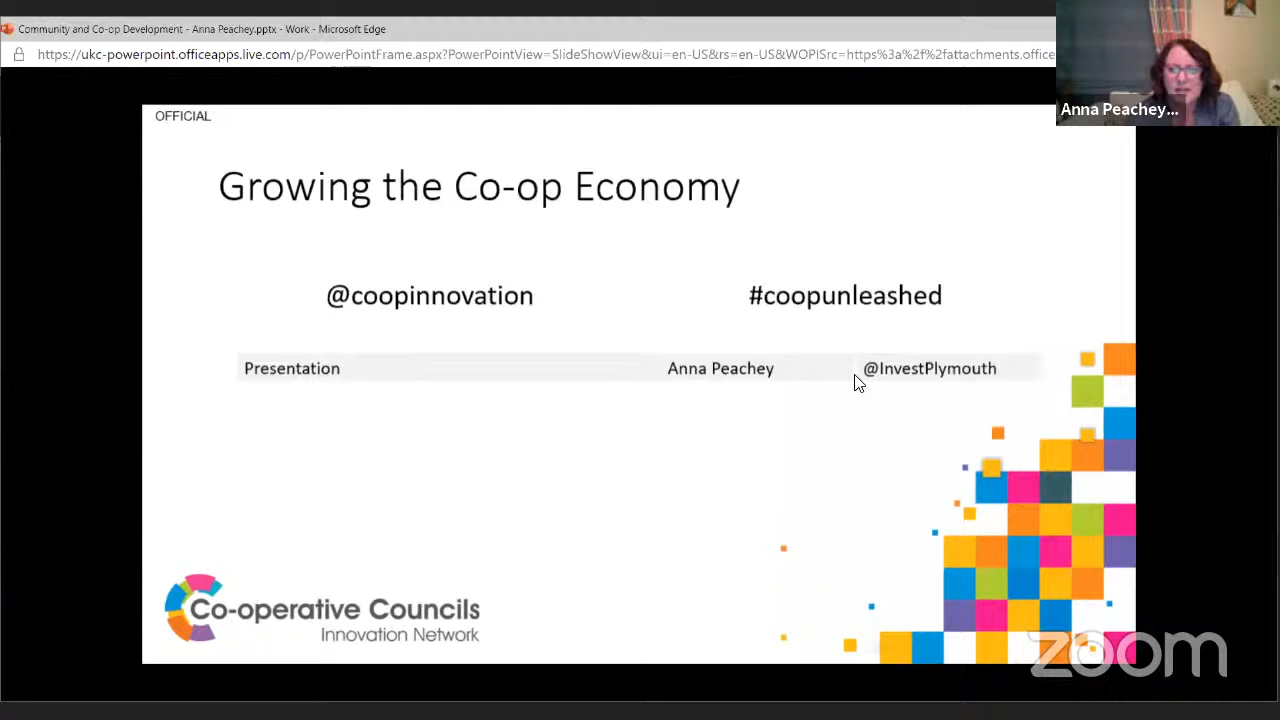 Community and Co-op Development - Anna Peachey.pptx - Work - Microsoft Edge
https://ukc-powerpoint.officeapps.live.com/p/PowerPointFrame.aspx?PowerPointView=SlideShowView&ui=en-US&rs=en-US&WOPISrc=https%3a%2f%2fattachments.office
Anna Peachey...
OFFICIAL
Growing the Co-op Economy
@coopinnovation #coopunleashed
Presentation Anna Peachey @InvestPlymouth
Co-operative Councils
Innovation Network
zoom